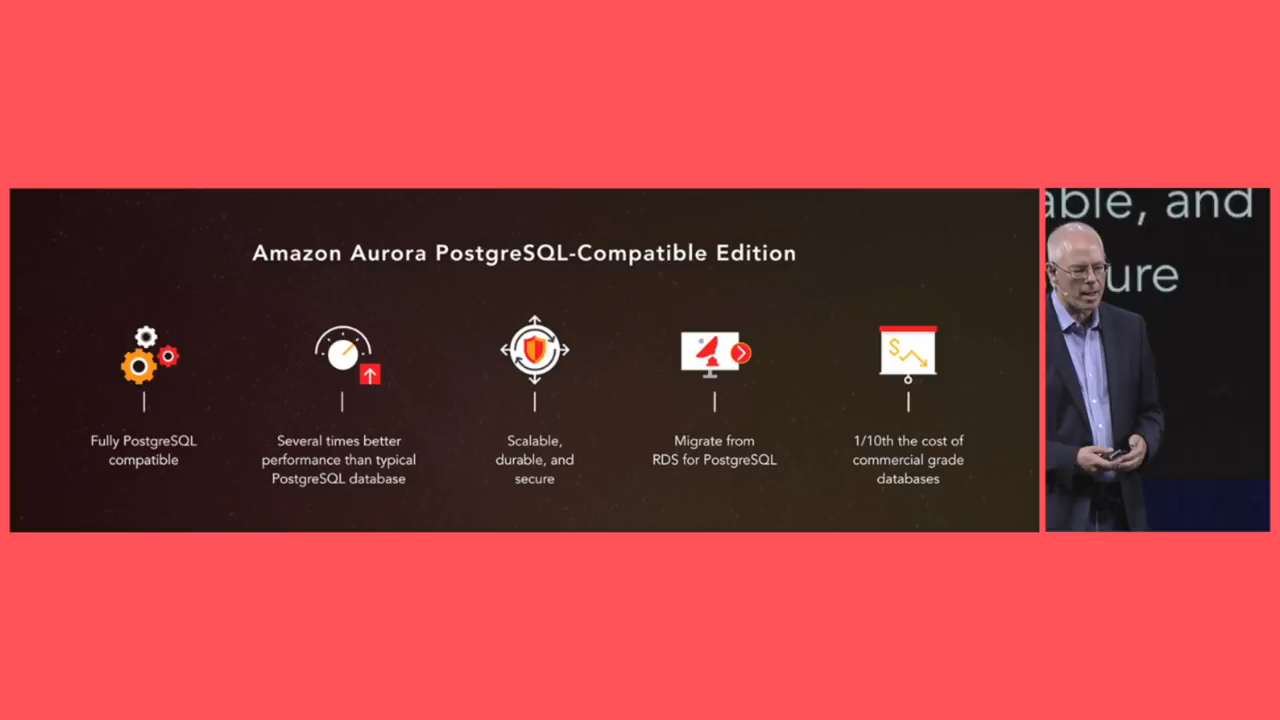 Amazon Aurora PostgreSQL-Compatible Edition
Fully PostgreSQL
compatible
Several times better
performance than typical
PostgreSQL database
Scalable,
durable, and
secure
Migrate from
RDS for PostgreSQL
1/10th the cost of
commercial grade
databases
able, and
ure